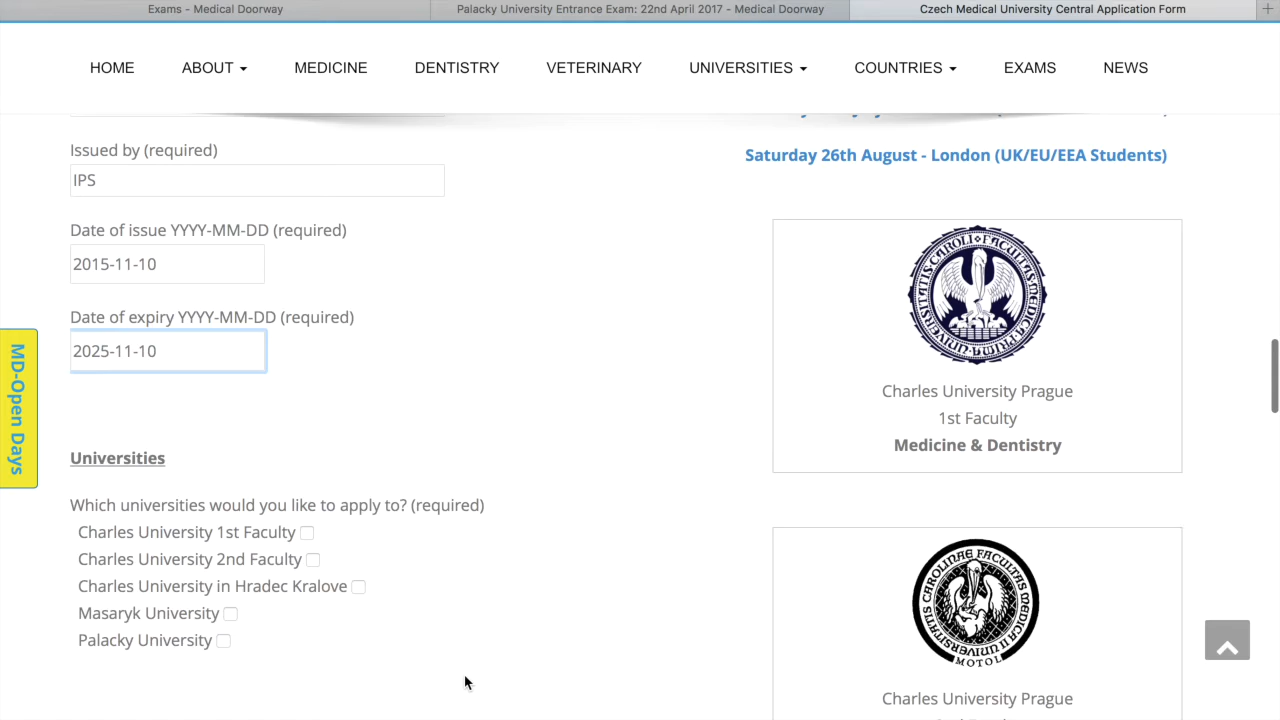 Exams - Medical Doorway
Palacky University Entrance Exam: 22nd April 2017 - Medical Doorway
Czech Medical University Central Application Form
HOME
ABOUT
MEDICINE
DENTISTRY
VETERINARY
UNIVERSITIES
COUNTRIES
EXAMS
NEWS
Issued by (required)
IPS
Date of issue YYYY-MM-DD (required)
2015-11-10
Date of expiry YYYY-MM-DD (required)
2025-11-10
MD-Open Days
Universities
Which universities would you like to apply to? (required)
Charles University 1st Faculty
Charles University 2nd Faculty
Charles University in Hradec Kralove
Masaryk University
Palacky University
Saturday 26th August - London (UK/EU/EEA Students)
Charles University Prague
1st Faculty
Medicine & Dentistry
MOTOL
Charles University Prague